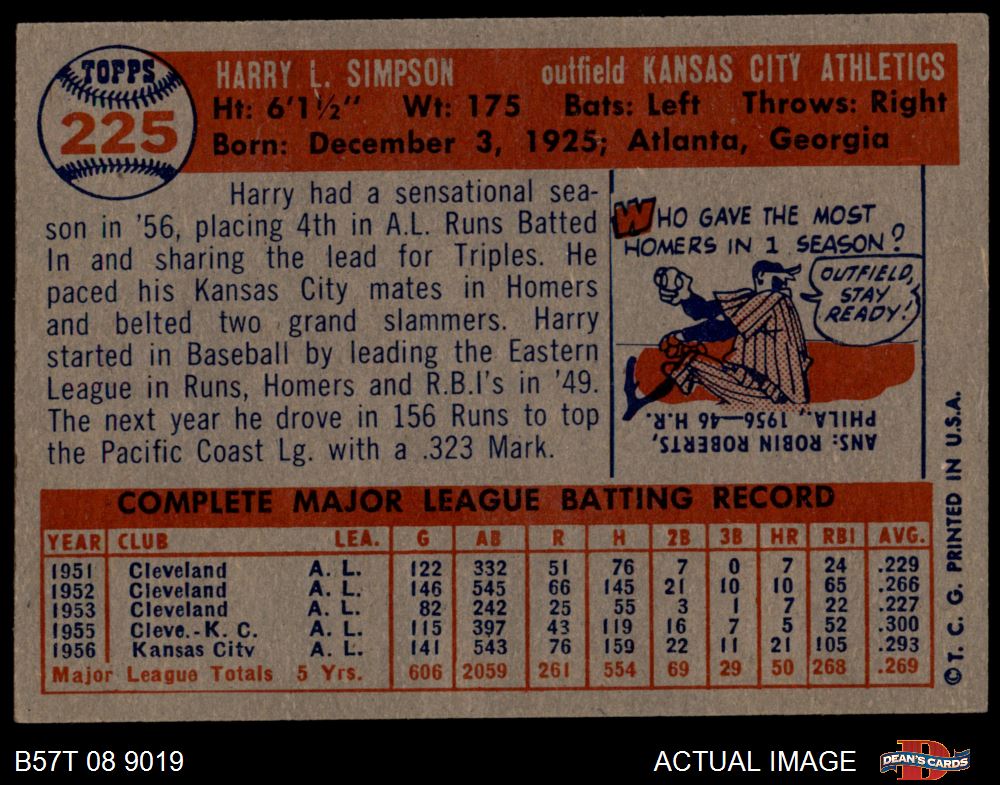 TOPPS
225
HARRY L. SIMPSON outfield KANSAS CITY ATHLETICS
Ht: 6'1½" Wt: 175 Bats: Left Throws: Right
Born: December 3, 1925; Atlanta, Georgia
Harry had a sensational sea-
son in '56, placing 4th in A.L. Runs Batted
In and sharing the lead for Triples. He
paced his Kansas City mates in Homers
and belted two grand slammers. Harry
started in Baseball by leading the Eastern
League in Runs, Homers and R.B.I's in '49.
The next year he drove in 156 Runs to top
the Pacific Coast Lg. with a .323 Mark.
WHO GAVE THE MOST
HOMERS IN 1 SEASON?
OUTFIELD,
STAY
READY!
ANS: ROBIN ROBERTS,
PHILA., 1956—46 H.R.
COMPLETE MAJOR LEAGUE BATTING RECORD
YEAR CLUB LEA. G AB R H 2B 3B HR RBI AVG.
1951 Cleveland A. L. 122 332 51 76 7 0 7 24 .229
1952 Cleveland A. L. 146 545 66 145 21 10 10 65 .266
1953 Cleveland A. L. 82 242 25 55 3 1 7 22 .227
1955 Cleve.-K. C. A. L. 115 397 43 119 16 7 5 52 .300
1956 Kansas City A. L. 141 543 76 159 22 11 21 105 .293
Major League Totals 5 Yrs. 606 2059 261 554 69 29 50 268 .269
© T. C. G. PRINTED IN U.S.A.
B57T 08 9019 ACTUAL IMAGE
D
DEAN'S CARDS